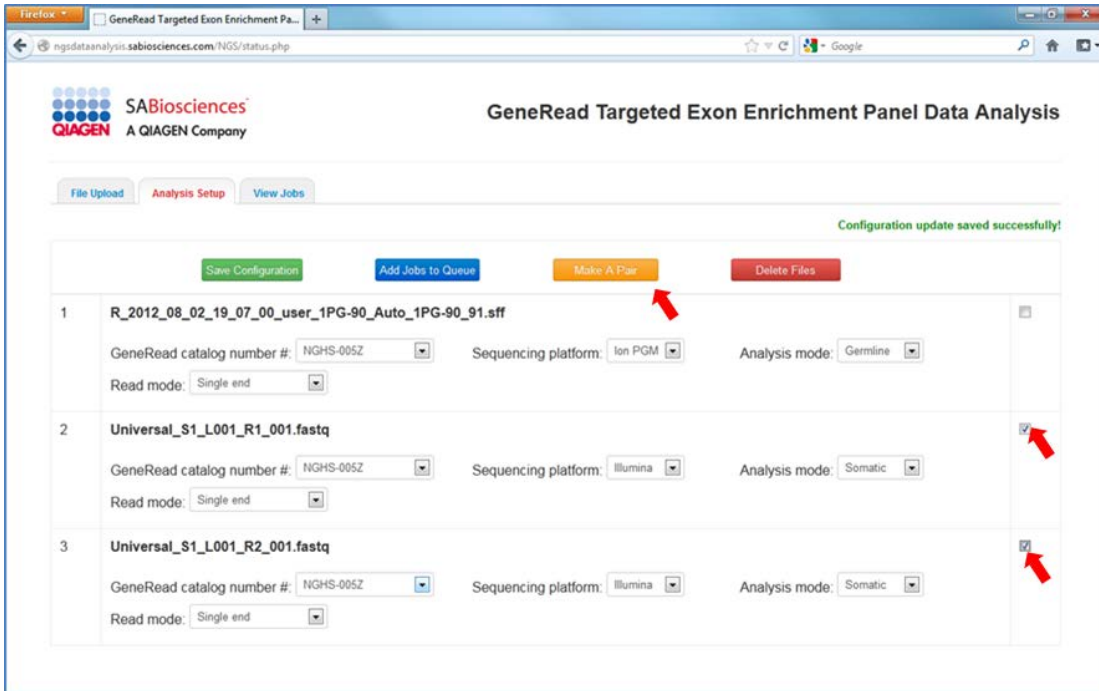 Firefox
GeneRead Targeted Exon Enrichment Pa...
ngsdataanalysis.sabiosciences.com/NGS/status.php
Google
QIAGEN
SABiosciences
A QIAGEN Company
GeneRead Targeted Exon Enrichment Panel Data Analysis
File Upload Analysis Setup View Jobs
Configuration update saved successfully!
Save Configuration Add Jobs to Queue Make A Pair Delete Files
1 R_2012_08_02_19_07_00_user_1PG-90_Auto_1PG-90_91.sff
GeneRead catalog number #: NGHS-005Z Sequencing platform: Ion PGM Analysis mode: Germline
Read mode: Single end
2 Universal_S1_L001_R1_001.fastq
GeneRead catalog number #: NGHS-005Z Sequencing platform: Illumina Analysis mode: Somatic
Read mode: Single end
3 Universal_S1_L001_R2_001.fastq
GeneRead catalog number #: NGHS-005Z Sequencing platform: Illumina Analysis mode: Somatic
Read mode: Single end